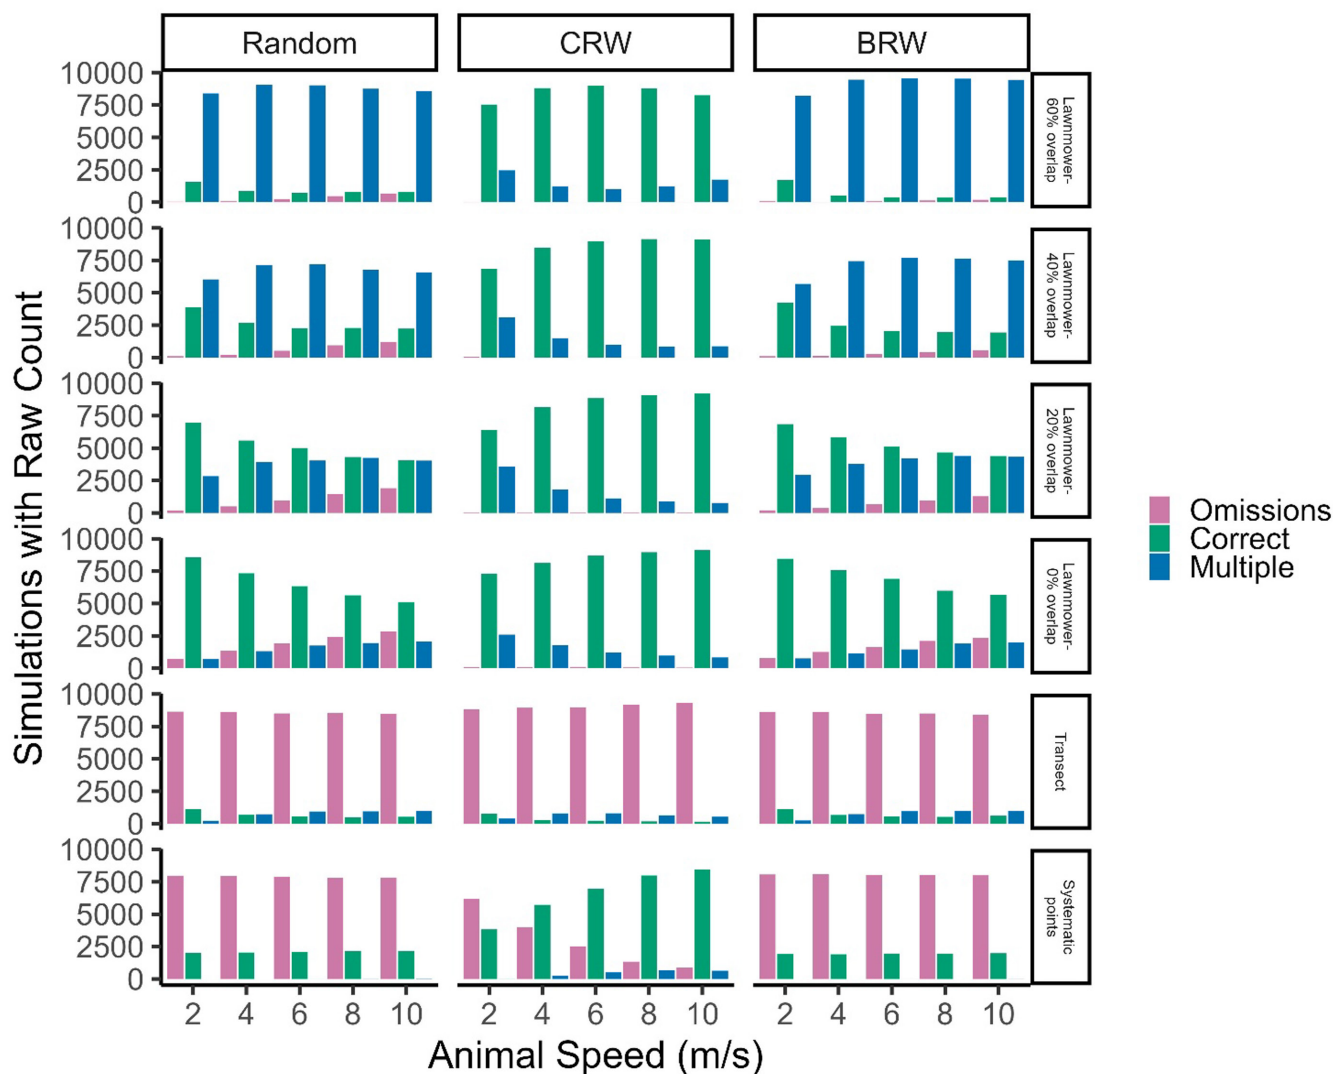 Random CRW BRW
10000
7500
5000
2500
0
Lawnmower-
60% overlap
10000
7500
5000
2500
0
Lawnmower-
40% overlap
10000
7500
5000
2500
0
Lawnmower-
20% overlap
10000
7500
5000
2500
0
Lawnmower-
0% overlap
10000
7500
5000
2500
0
Transect
10000
7500
5000
2500
0
Systematic
points
Simulations with Raw Count
2 4 6 8 10 2 4 6 8 10 2 4 6 8 10
Animal Speed (m/s)
Omissions
Correct
Multiple